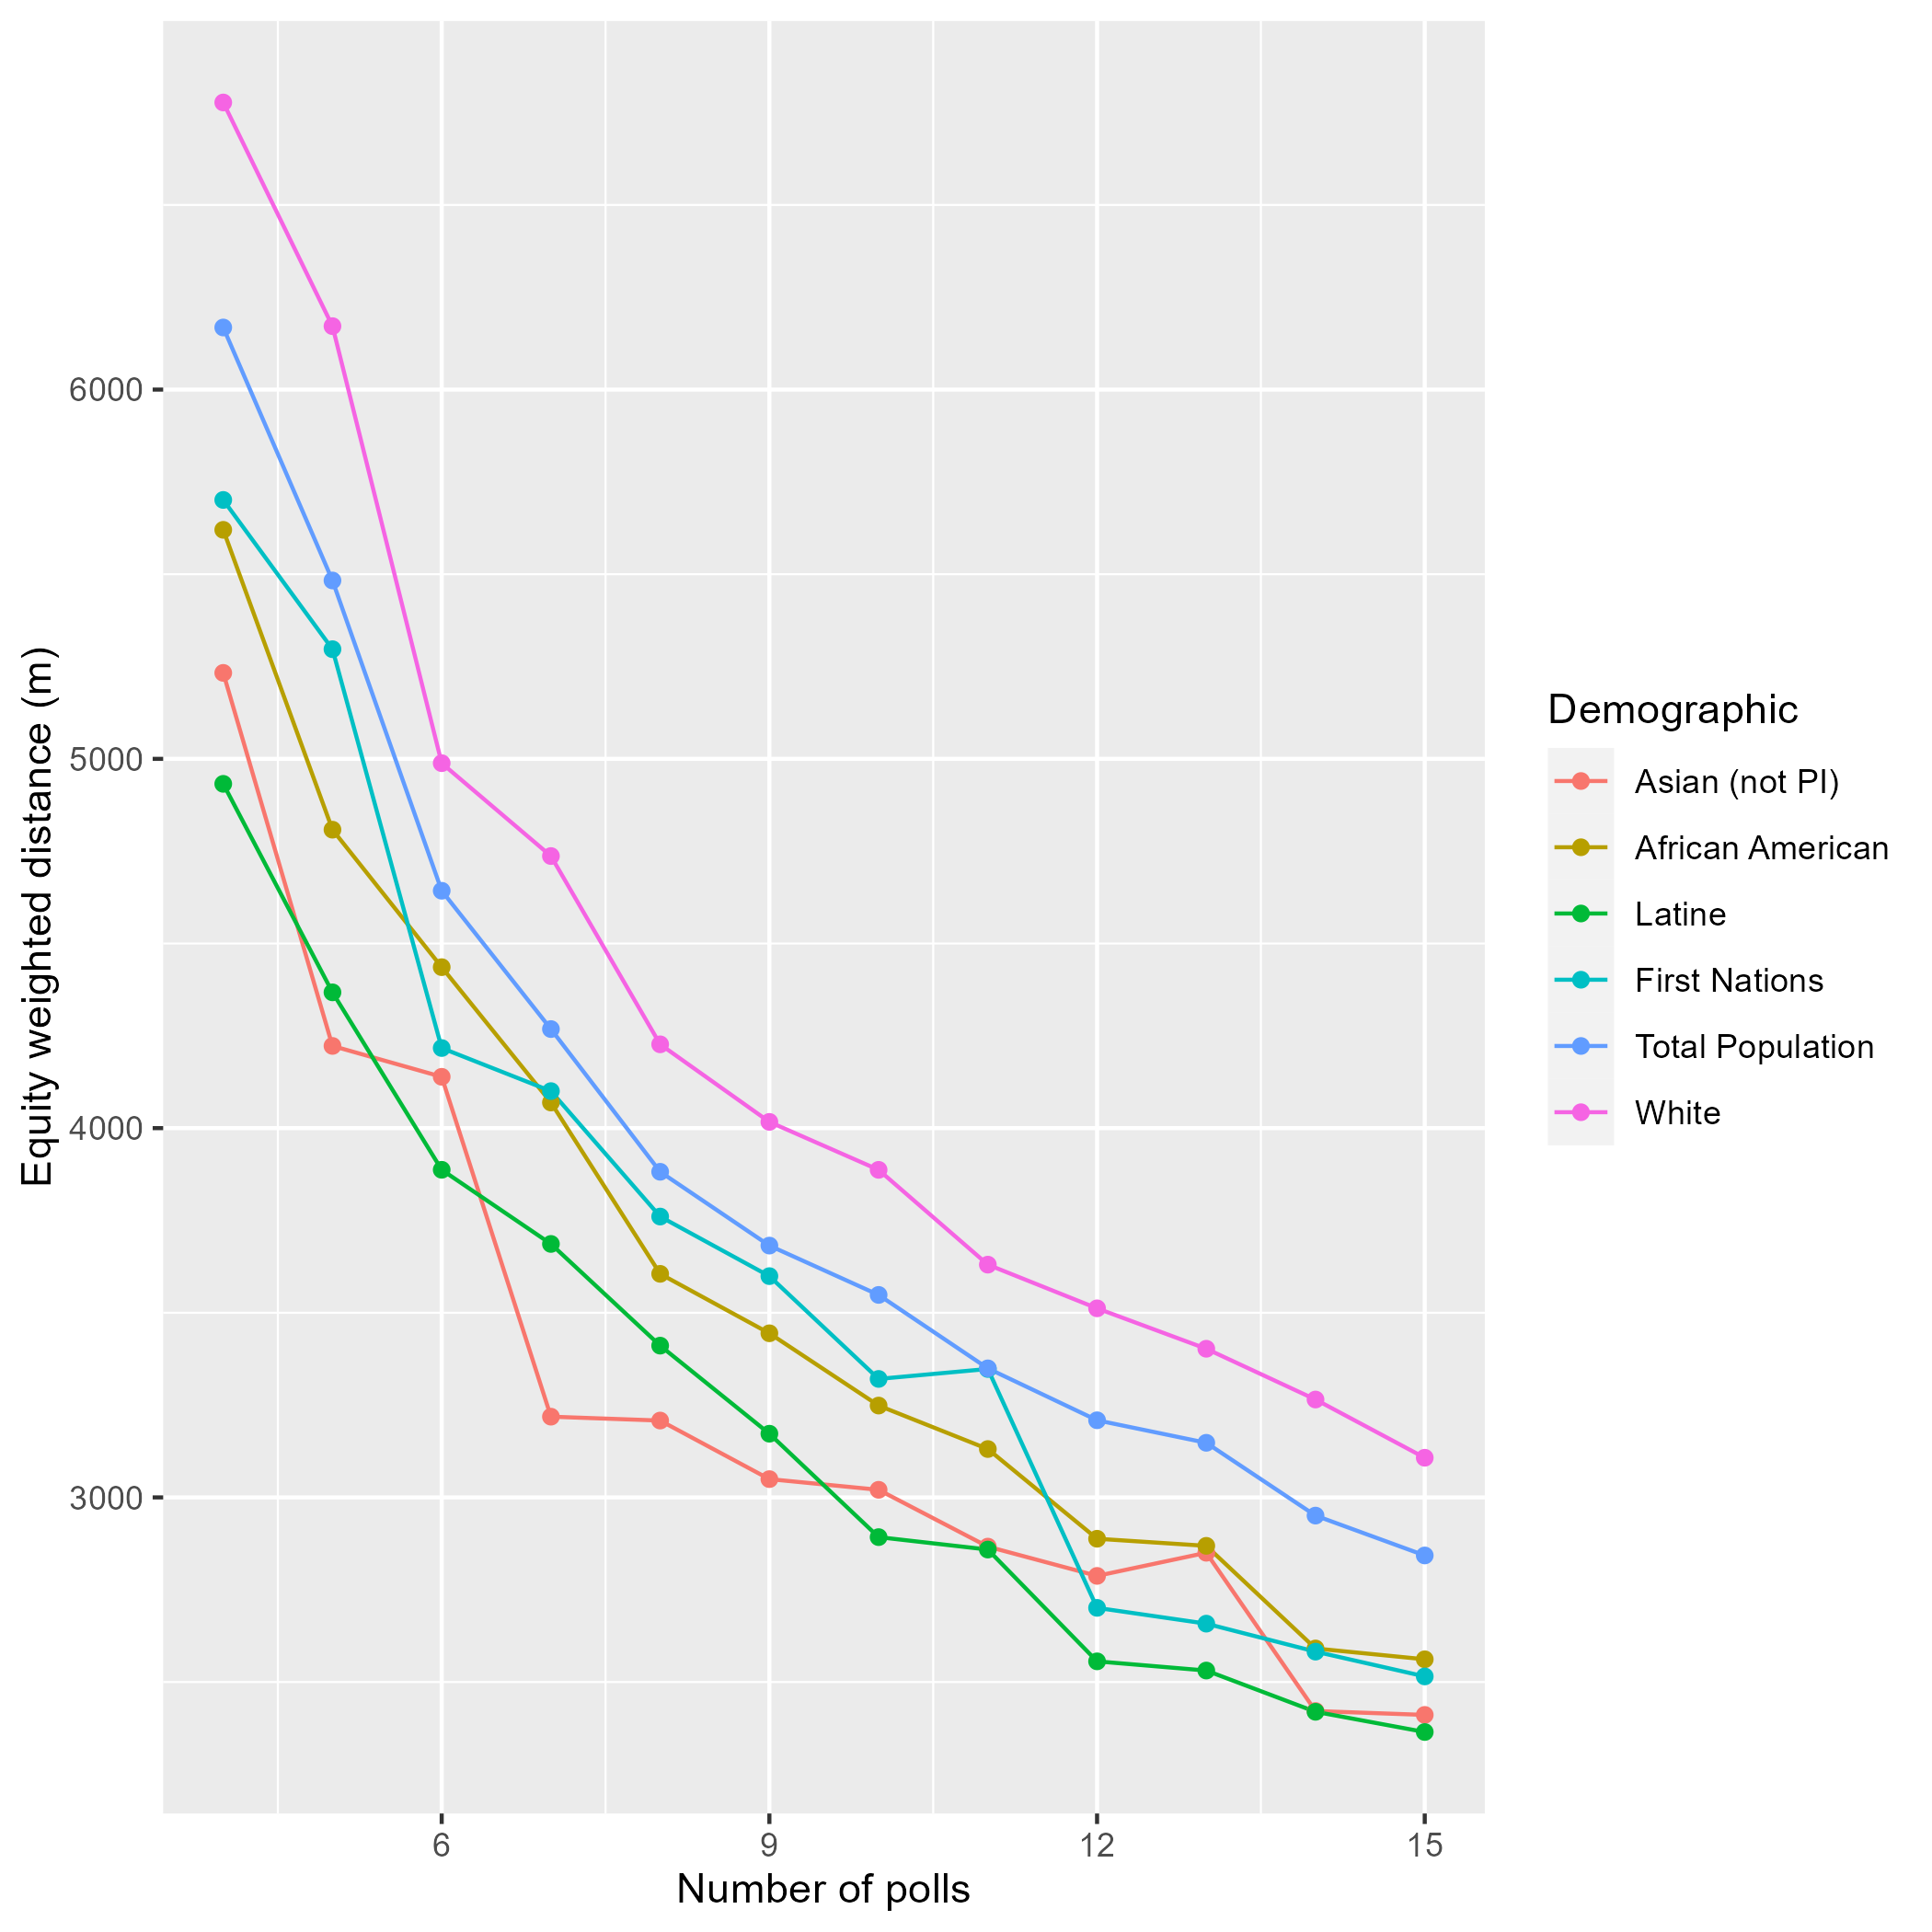 Equity weighted distance (m)
6000
5000
4000
3000
6
9
12
15
Number of polls
Demographic
Asian (not PI)
African American
Latine
First Nations
Total Population
White